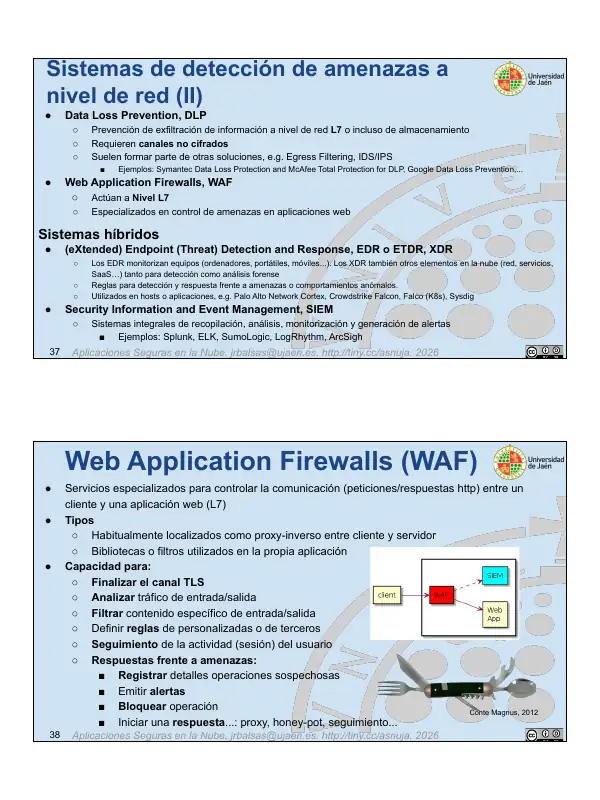 Sistemas de detección de amenazas a
nivel de red (II)
Universidad
de Jaén
● Data Loss Prevention, DLP
○ Prevención de exfiltración de información a nivel de red L7 o incluso de almacenamiento
○ Requieren canales no cifrados
○ Suelen formar parte de otras soluciones, e.g. Egress Filtering, IDS/IPS
■ Ejemplos: Symantec Data Loss Protection and McAfee Total Protection for DLP, Google Data Loss Prevention,...
● Web Application Firewalls, WAF
○ Actúan a Nivel L7
○ Especializados en control de amenazas en aplicaciones web
Sistemas híbridos
● (eXtended) Endpoint (Threat) Detection and Response, EDR o ETDR, XDR
○ Los EDR monitorizan equipos (ordenadores, portátiles, móviles...). Los XDR también otros elementos en la nube (red, servicios,
SaaS…) tanto para detección como análisis forense
○ Reglas para detección y respuesta frente a amenazas o comportamientos anómalos.
○ Utilizados en hosts o aplicaciones, e.g. Palo Alto Network Cortex, Crowdstrike Falcon, Falco (K8s), Sysdig
● Security Information and Event Management, SIEM
○ Sistemas integrales de recopilación, análisis, monitorización y generación de alertas
■ Ejemplos: Splunk, ELK, SumoLogic, LogRhythm, ArcSigh
37 Aplicaciones Seguras en la Nube. jrbalsas@ujaen.es. http://tiny.cc/asnuja. 2026
Web Application Firewalls (WAF)
Universidad
de Jaén
● Servicios especializados para controlar la comunicación (peticiones/respuestas http) entre un
cliente y una aplicación web (L7)
● Tipos
○ Habitualmente localizados como proxy-inverso entre cliente y servidor
○ Bibliotecas o filtros utilizados en la propia aplicación
● Capacidad para:
○ Finalizar el canal TLS
○ Analizar tráfico de entrada/salida
○ Filtrar contenido específico de entrada/salida
○ Definir reglas de personalizadas o de terceros
○ Seguimiento de la actividad (sesión) del usuario
○ Respuestas frente a amenazas:
■ Registrar detalles operaciones sospechosas
■ Emitir alertas
■ Bloquear operación
■ Iniciar una respuesta...: proxy, honey-pot, seguimiento...
client
WAF
SIEM
Web
App
Conte Magnus, 2012
38 Aplicaciones Seguras en la Nube. jrbalsas@ujaen.es. http://tiny.cc/asnuja. 2026